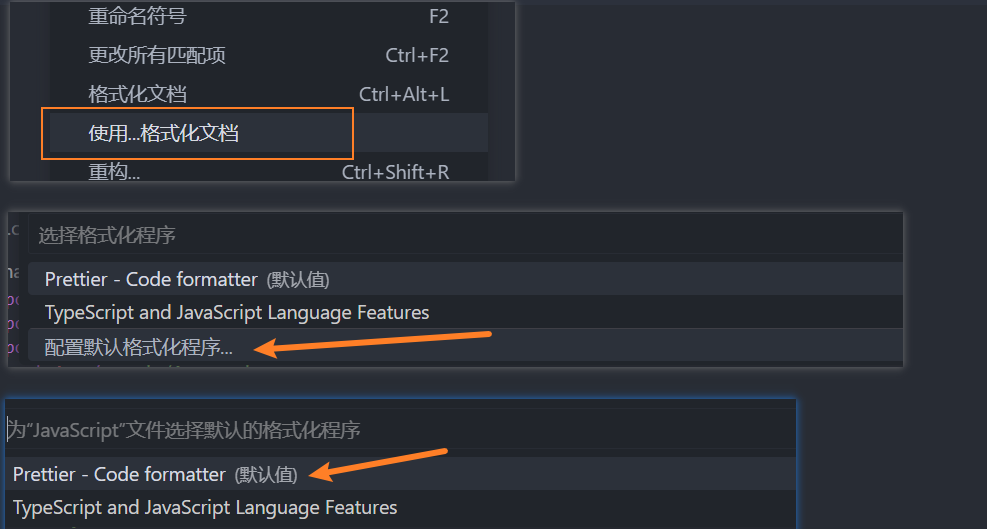 重命名符号 F2
更改所有匹配项 Ctrl+F2
格式化文档 Ctrl+Alt+L
使用...格式化文档
重构... Ctrl+Shift+R
选择格式化程序
Prettier - Code formatter (默认值)
TypeScript and JavaScript Language Features
配置默认格式化程序...
为“JavaScript”文件选择默认的格式化程序
Prettier - Code formatter (默认值)
TypeScript and JavaScript Language Features